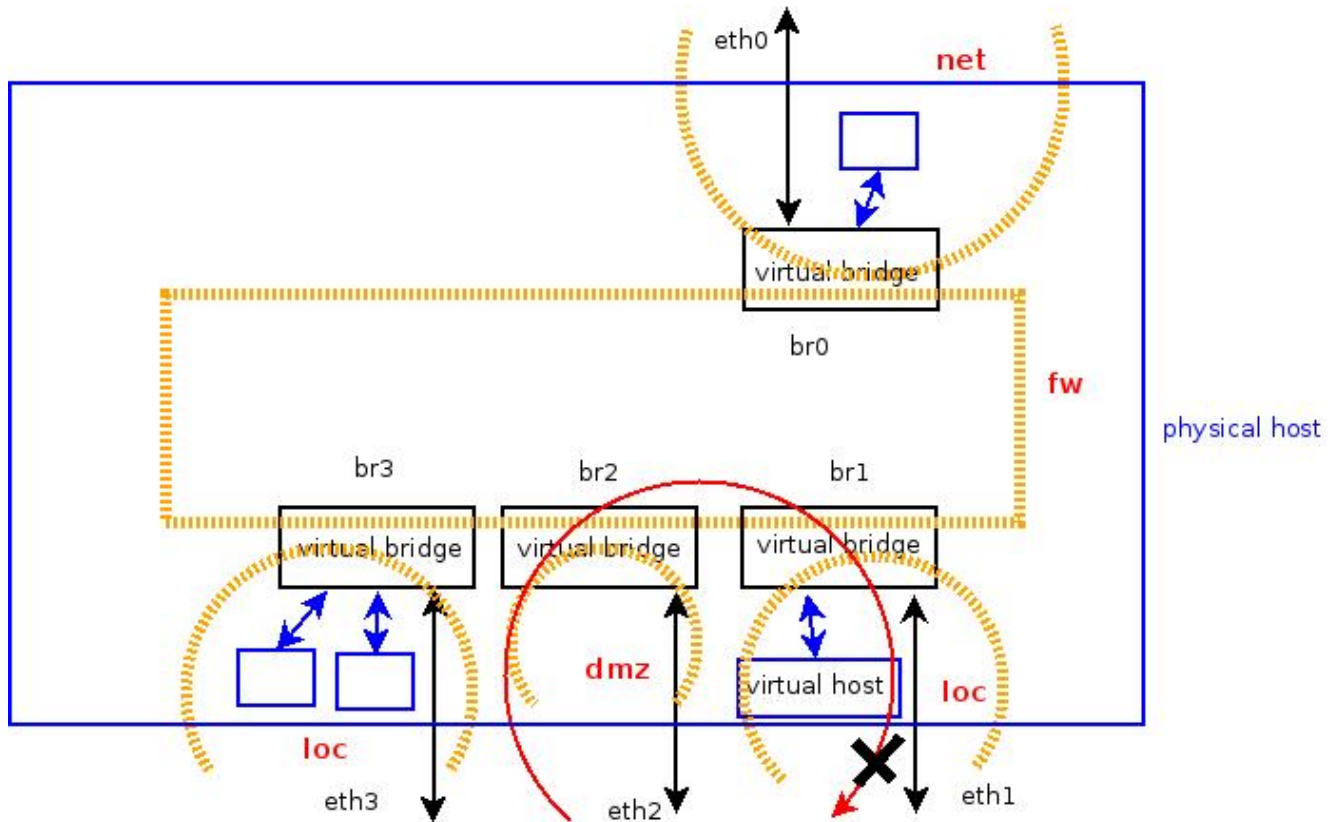 eth0
net
virtual bridge
br0
fw
physical host
br3
br2
br1
virtual bridge
virtual bridge
virtual bridge
dmz
virtual host
loc
loc
eth3
eth2
eth1